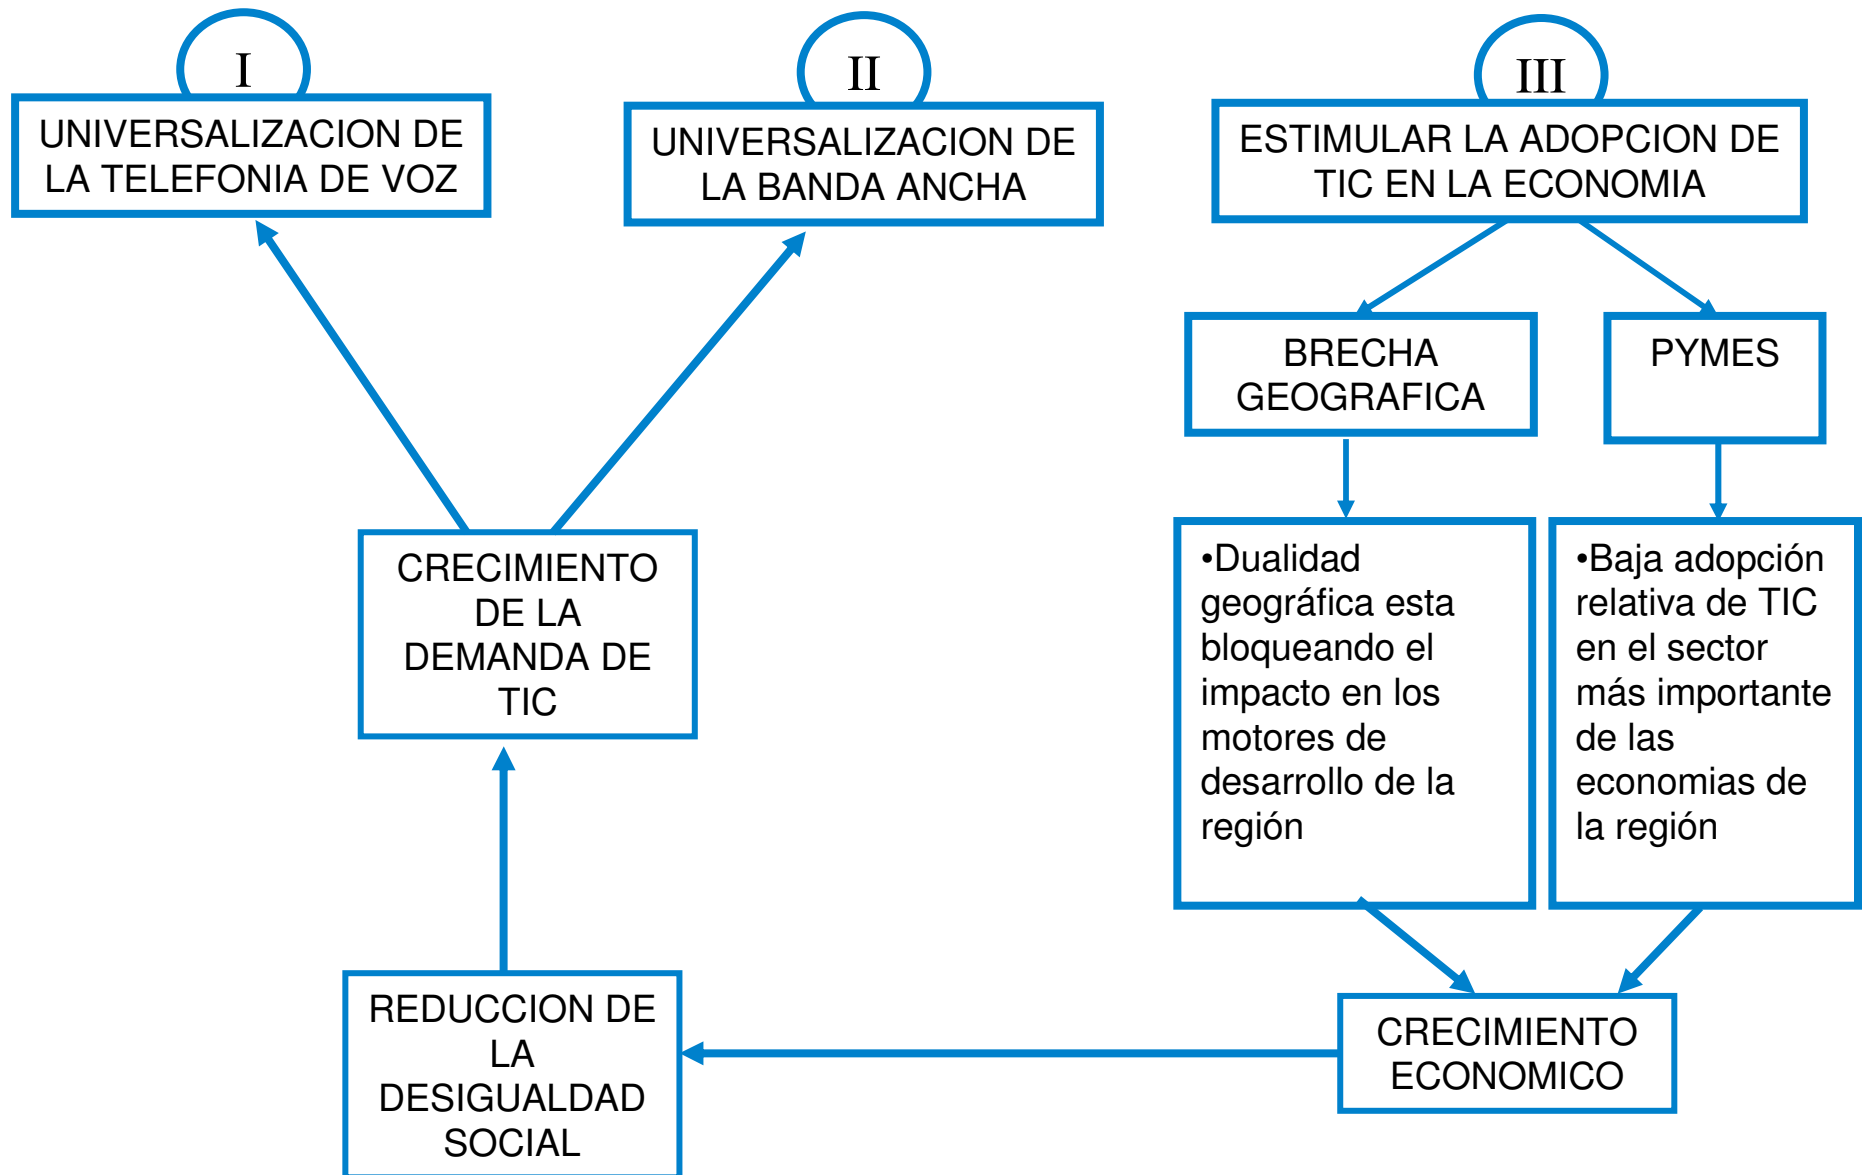 I
UNIVERSALIZACION DE
LA TELEFONIA DE VOZ
II
UNIVERSALIZACION DE
LA BANDA ANCHA
III
ESTIMULAR LA ADOPCION DE
TIC EN LA ECONOMIA
BRECHA
GEOGRAFICA
PYMES
•Dualidad
geográfica esta
bloqueando el
impacto en los
motores de
desarrollo de la
región
•Baja adopción
relativa de TIC
en el sector
más importante
de las
economias de
la región
CRECIMIENTO
DE LA
DEMANDA DE
TIC
REDUCCION DE
LA
DESIGUALDAD
SOCIAL
CRECIMIENTO
ECONOMICO